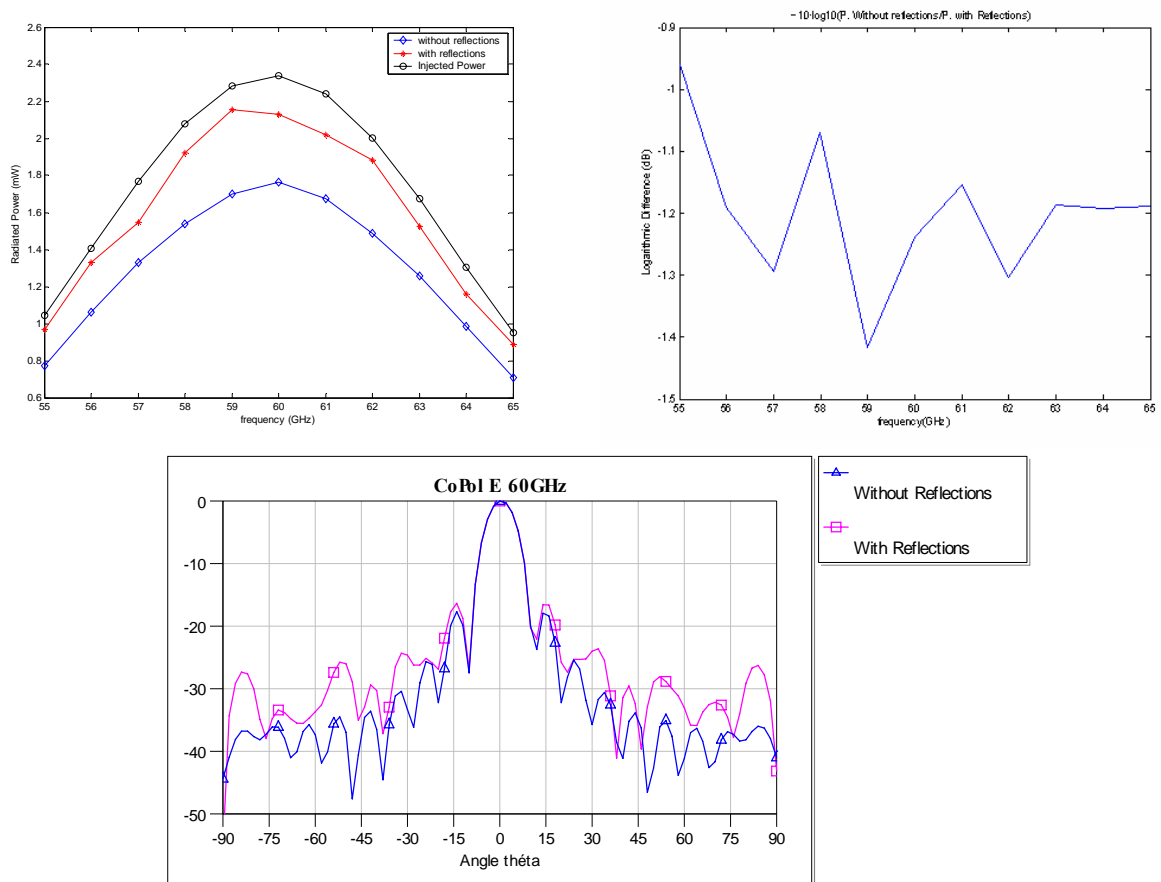 2.6
2.4
2.2
2
1.8
1.6
1.4
1.2
1
0.8
0.6
Radiated Power (mW)
without reflections
with reflections
Injected Power
55 56 57 58 59 60 61 62 63 64 65
frequency (GHz)
-10·log10(P. Without reflections/P. with Reflections)
-0.9
-1
-1.1
-1.2
-1.3
-1.4
-1.5
Logarithmic Difference (dB)
55 56 57 58 59 60 61 62 63 64 65
frequency(GHz)
CoPol E 60GHz
0
-10
-20
-30
-40
-50
-90 -75 -60 -45 -30 -15 0 15 30 45 60 75 90
Angle théta
Without Reflections
With Reflections